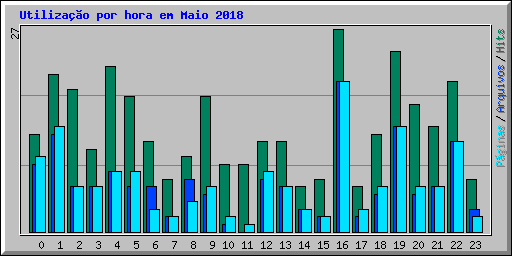 Utilização por hora em Maio 2018
27
Páginas / Arquivos / Hits
0 1 2 3 4 5 6 7 8 9 10 11 12 13 14 15 16 17 18 19 20 21 22 23